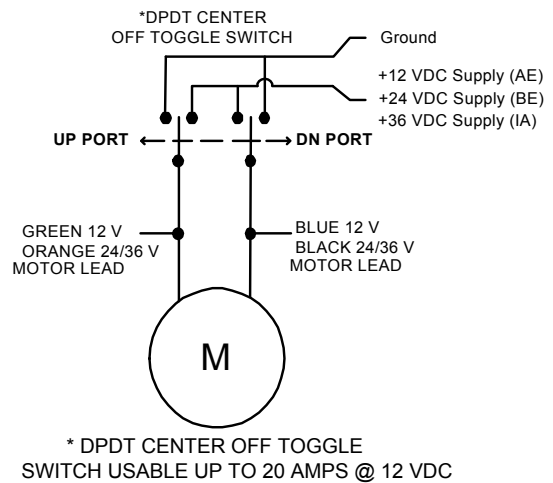 *DPDT CENTER
OFF TOGGLE SWITCH
Ground
+12 VDC Supply (AE)
+24 VDC Supply (BE)
+36 VDC Supply (IA)
UP PORT
DN PORT
GREEN 12 V
ORANGE 24/36 V
MOTOR LEAD
BLUE 12 V
BLACK 24/36 V
MOTOR LEAD
M
* DPDT CENTER OFF TOGGLE
SWITCH USABLE UP TO 20 AMPS @ 12 VDC